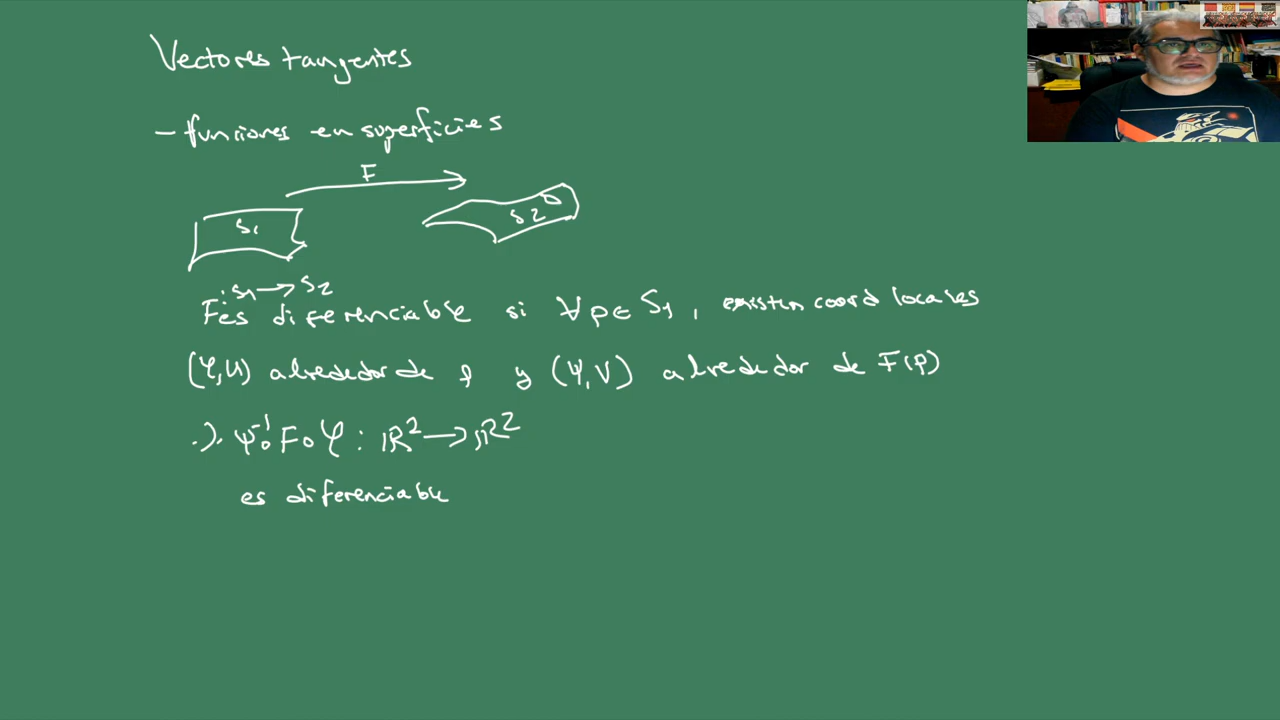 Vectores tangentes
- funciones en superficies
F
S1
S2
: S1 → S2
F es diferenciable si ∀ p ∈ S1, existen coord locales
(φ, U) alrededor de p y (ψ, V) alrededor de F(p)
·)· ψ⁻¹ ∘ F ∘ φ : ℝ² → ℝ²
es diferenciable